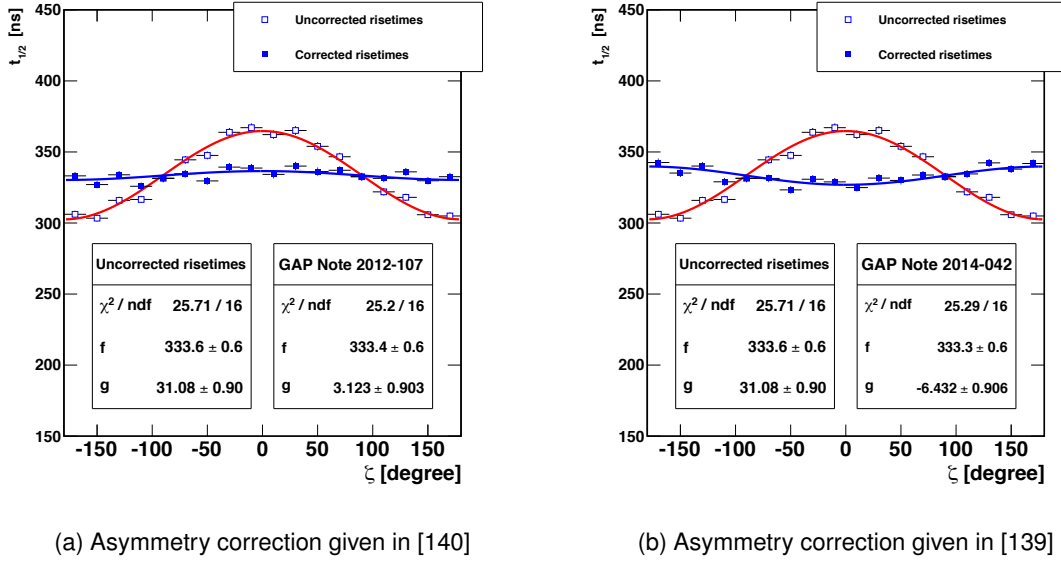 t1/2 [ns]
450
400
350
300
250
200
150
Uncorrected risetimes
Corrected risetimes
Uncorrected risetimes
χ2 / ndf 25.71 / 16
f 333.6 ± 0.6
g 31.08 ± 0.90
GAP Note 2012-107
χ2 / ndf 25.2 / 16
f 333.4 ± 0.6
g 3.123 ± 0.903
-150 -100 -50 0 50 100 150
ζ [degree]
(a) Asymmetry correction given in [140]
t1/2 [ns]
450
400
350
300
250
200
150
Uncorrected risetimes
Corrected risetimes
Uncorrected risetimes
χ2 / ndf 25.71 / 16
f 333.6 ± 0.6
g 31.08 ± 0.90
GAP Note 2014-042
χ2 / ndf 25.29 / 16
f 333.3 ± 0.6
g -6.432 ± 0.906
-150 -100 -50 0 50 100 150
ζ [degree]
(b) Asymmetry correction given in [139]